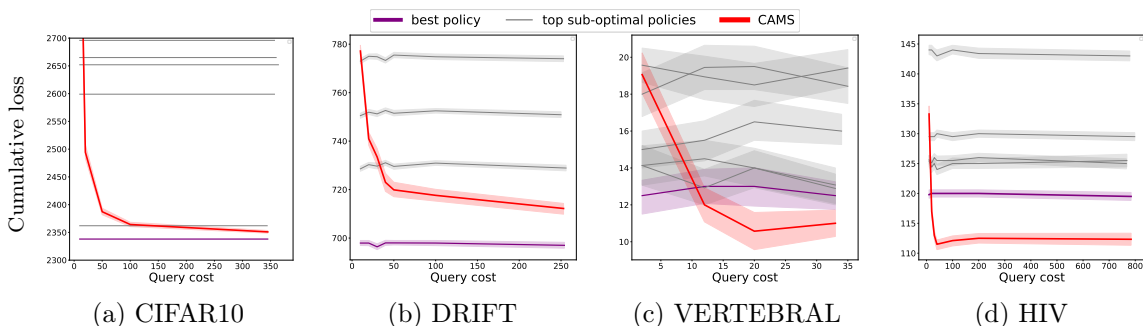 best policy top sub-optimal policies CAMS
Cumulative loss
2700
2650
2600
2550
2500
2450
2400
2350
2300
0 50 100 150 200 250 300 350
Query cost
(a) CIFAR10
780
760
740
720
700
0 50 100 150 200 250
Query cost
(b) DRIFT
20
18
16
14
12
10
5 10 15 20 25 30 35
Query cost
(c) VERTEBRAL
145
140
135
130
125
120
115
110
0 100 200 300 400 500 600 700 800
Query cost
(d) HIV